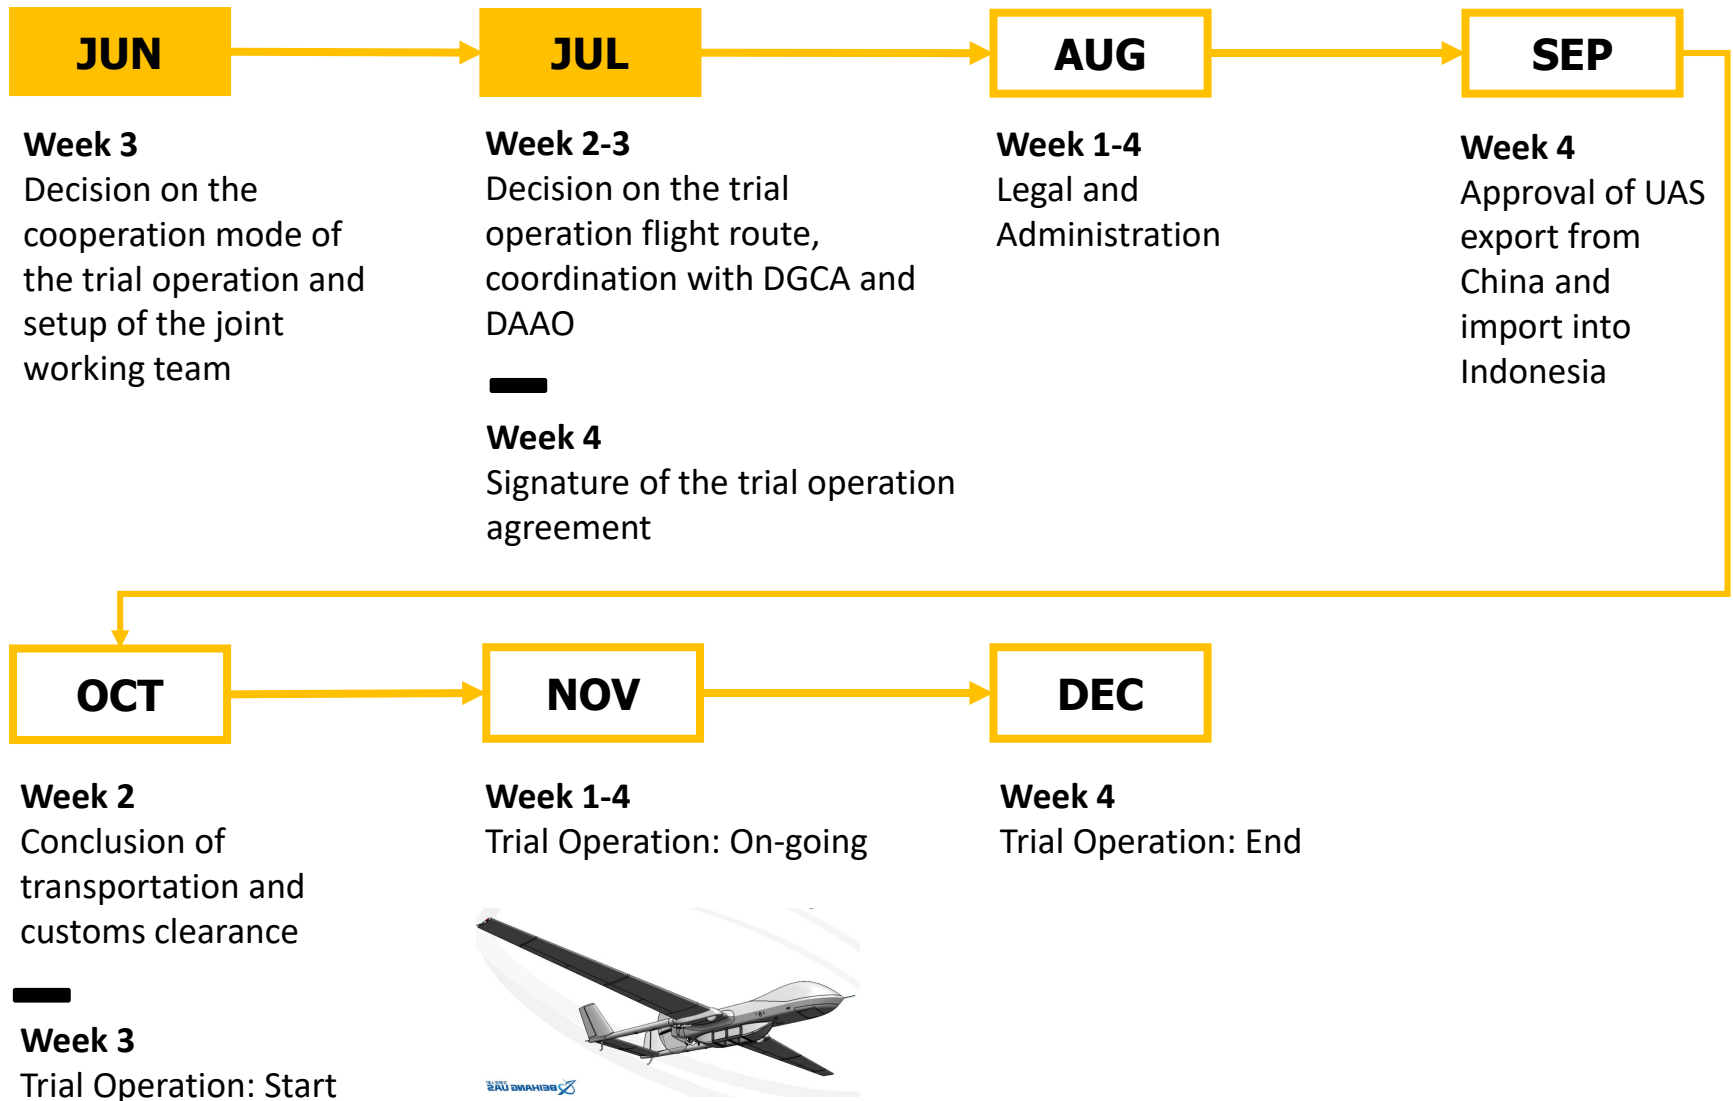 JUN
JUL
AUG
SEP
Week 3
Decision on the
cooperation mode of
the trial operation and
setup of the joint
working team
Week 2-3
Decision on the trial
operation flight route,
coordination with DGCA and
DAAO
Week 4
Signature of the trial operation
agreement
Week 1-4
Legal and
Administration
Week 4
Approval of UAS
export from
China and
import into
Indonesia
OCT
NOV
DEC
Week 2
Conclusion of
transportation and
customs clearance
Week 3
Trial Operation: Start
Week 1-4
Trial Operation: On-going
BEIHANG UAS
Week 4
Trial Operation: End